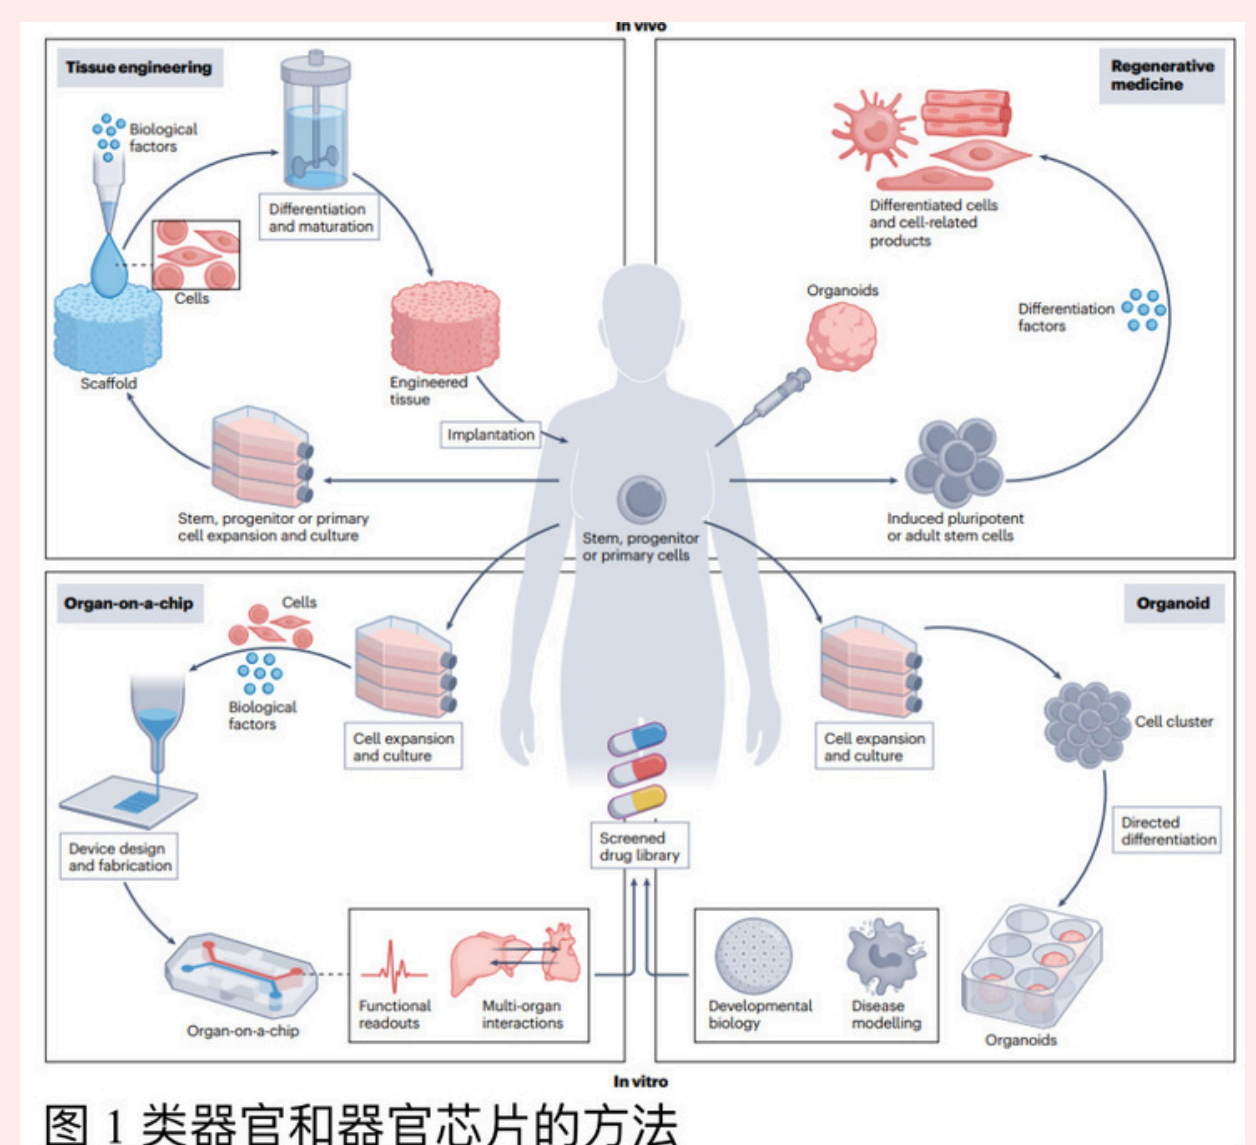 In vivo
Tissue engineering
Biological
factors
Differentiation
and maturation
Cells
Scaffold
Engineered
tissue
Implantation
Stem, progenitor or primary
cell expansion and culture
Regenerative
medicine
Differentiated cells
and cell-related
products
Organoids
Differentiation
factors
Induced pluripotent
or adult stem cells
Stem, progenitor
or primary cells
Organ-on-a-chip
Cells
Biological
factors
Cell expansion
and culture
Device design
and fabrication
Organ-on-a-chip
Functional
readouts
Multi-organ
interactions
Screened
drug library
Organoid
Cell expansion
and culture
Cell cluster
Directed
differentiation
Developmental
biology
Disease
modelling
Organoids
In vitro
图 1 类器官和器官芯片的方法